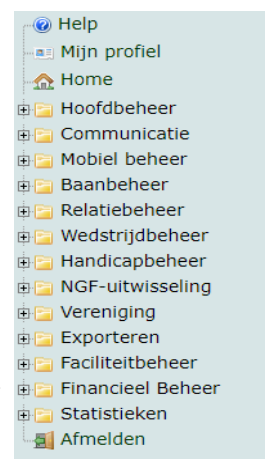 Help
Mijn profiel
Home
Hoofdbeheer
Communicatie
Mobiel beheer
Baanbeheer
Relatiebeheer
Wedstrijdbeheer
Handicapbeheer
NGF-uitwisseling
Vereniging
Exporteren
Faciliteitbeheer
Financieel Beheer
Statistieken
Afmelden